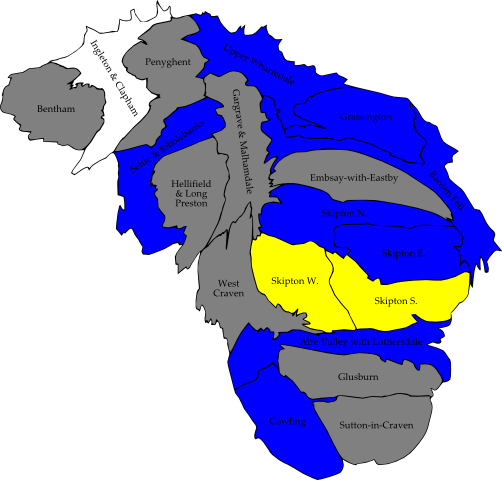 Upper Wharfedale
Ingleton & Clapham
Penyghent
Bentham
Grassington
Gargrave & Malhamdale
Settle & Ribblebanks
Embsay-with-Eastby
Barden Fell
Hellifield
& Long
Preston
Skipton N.
Skipton E.
West
Craven
Skipton W.
Skipton S.
Aire Valley with Lothersdale
Glusburn
Cowling
Sutton-in-Craven